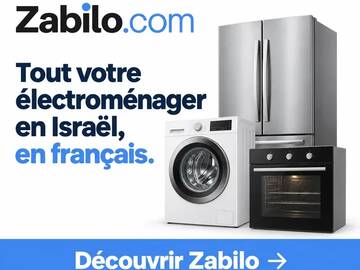 Zabilo.com
Tout votre
électroménager
en Israël,
en français.
Découvrir Zabilo →